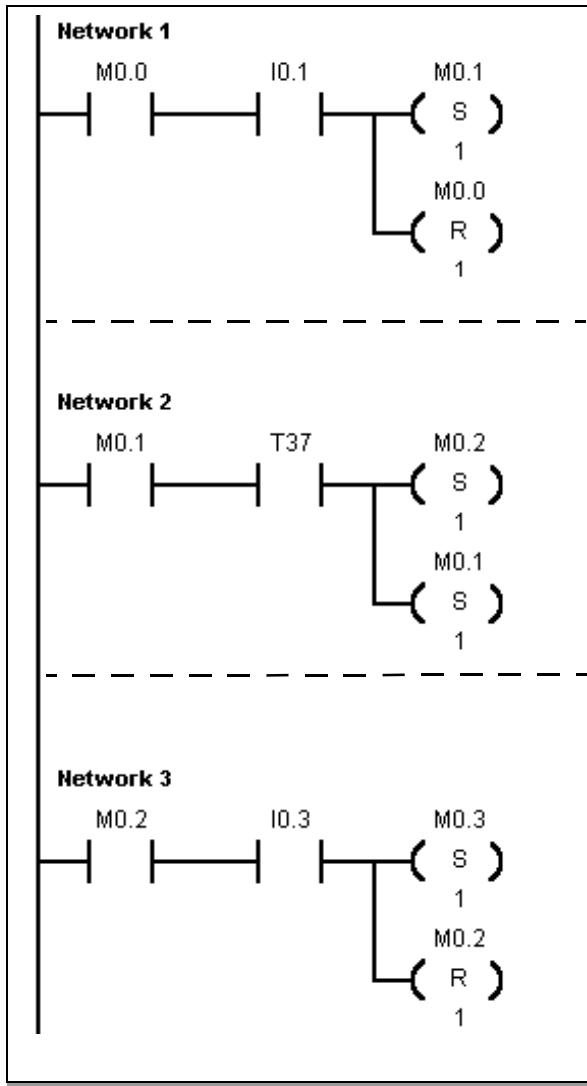 Network 1
M0.0 I0.1 M0.1
S
1
M0.0
R
1
Network 2
M0.1 T37 M0.2
S
1
M0.1
S
1
Network 3
M0.2 I0.3 M0.3
S
1
M0.2
R
1